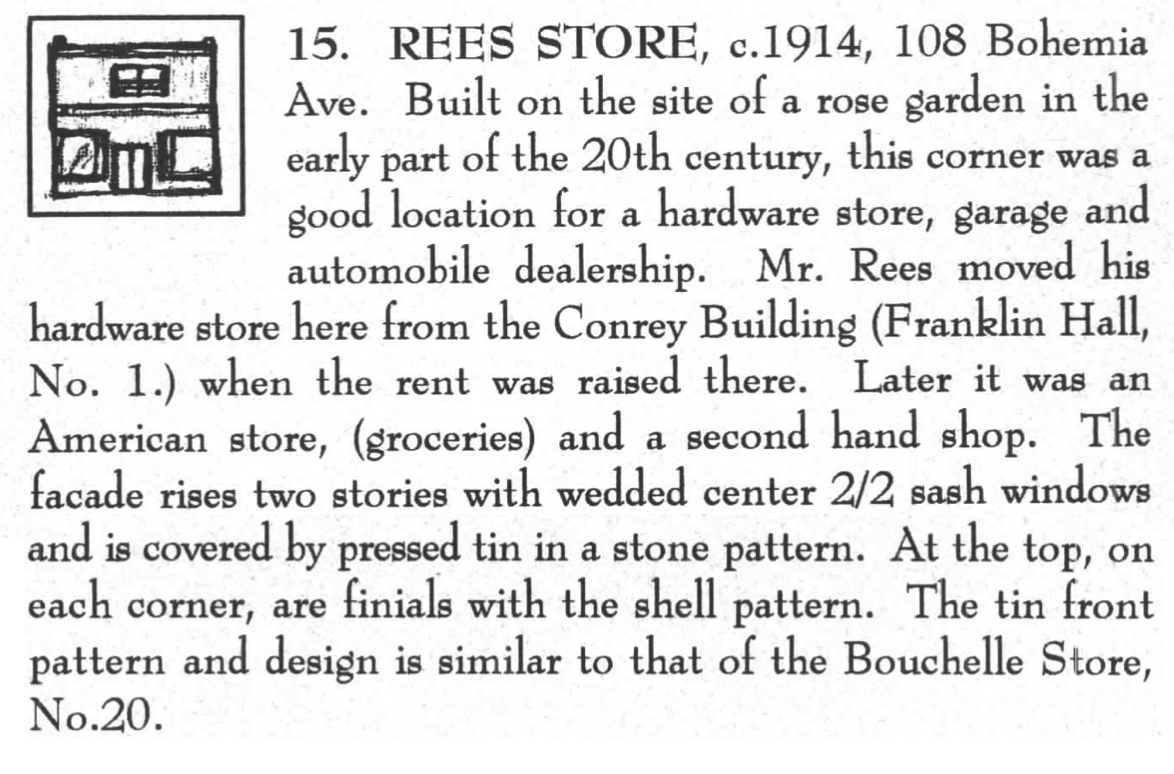 15. REES STORE, c.1914, 108 Bohemia
Ave. Built on the site of a rose garden in the
early part of the 20th century, this corner was a
good location for a hardware store, garage and
automobile dealership. Mr. Rees moved his
hardware store here from the Conrey Building (Franklin Hall,
No. 1.) when the rent was raised there. Later it was an
American store, (groceries) and a second hand shop. The
facade rises two stories with wedded center 2/2 sash windows
and is covered by pressed tin in a stone pattern. At the top, on
each corner, are finials with the shell pattern. The tin front
pattern and design is similar to that of the Bouchelle Store,
No.20.